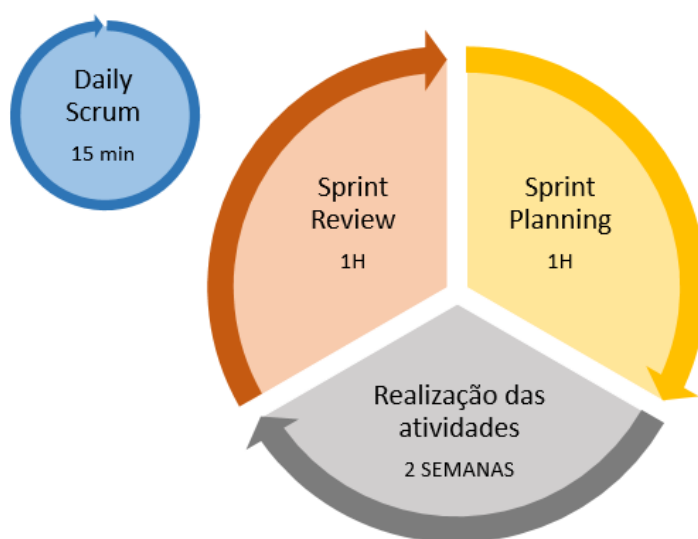 Daily
Scrum
15 min
Sprint
Review
1H
Sprint
Planning
1H
Realização das
atividades
2 SEMANAS